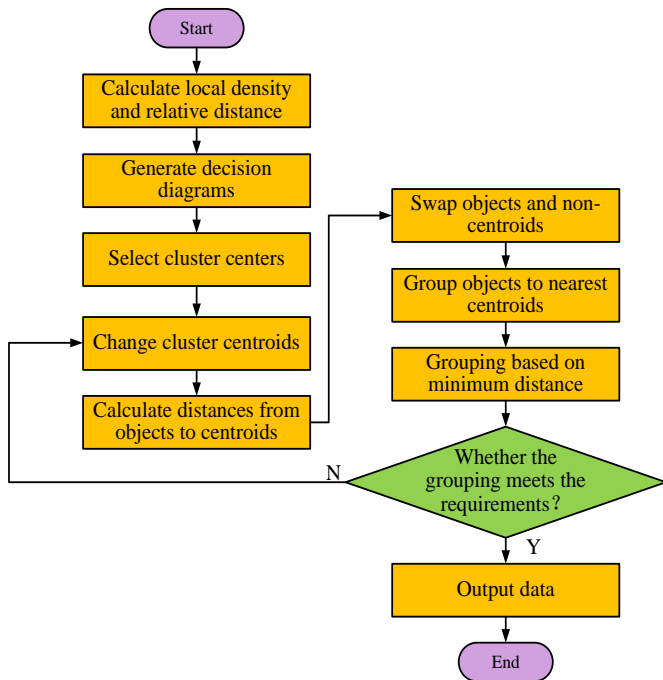 Start
Calculate local density
and relative distance
Generate decision
diagrams
Select cluster centers
Change cluster centroids
Calculate distances from
objects to centroids
Swap objects and non-
centroids
Group objects to nearest
centroids
Grouping based on
minimum distance
Whether the
grouping meets the
requirements？
N
Y
Output data
End